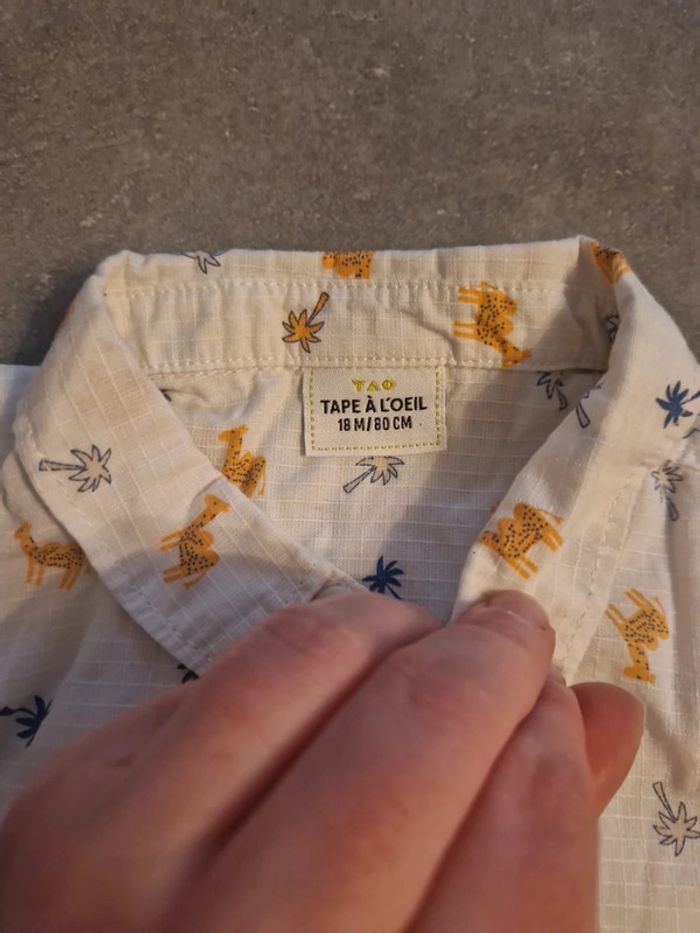 TAO
TAPE À L'OEIL
18 M/80 CM